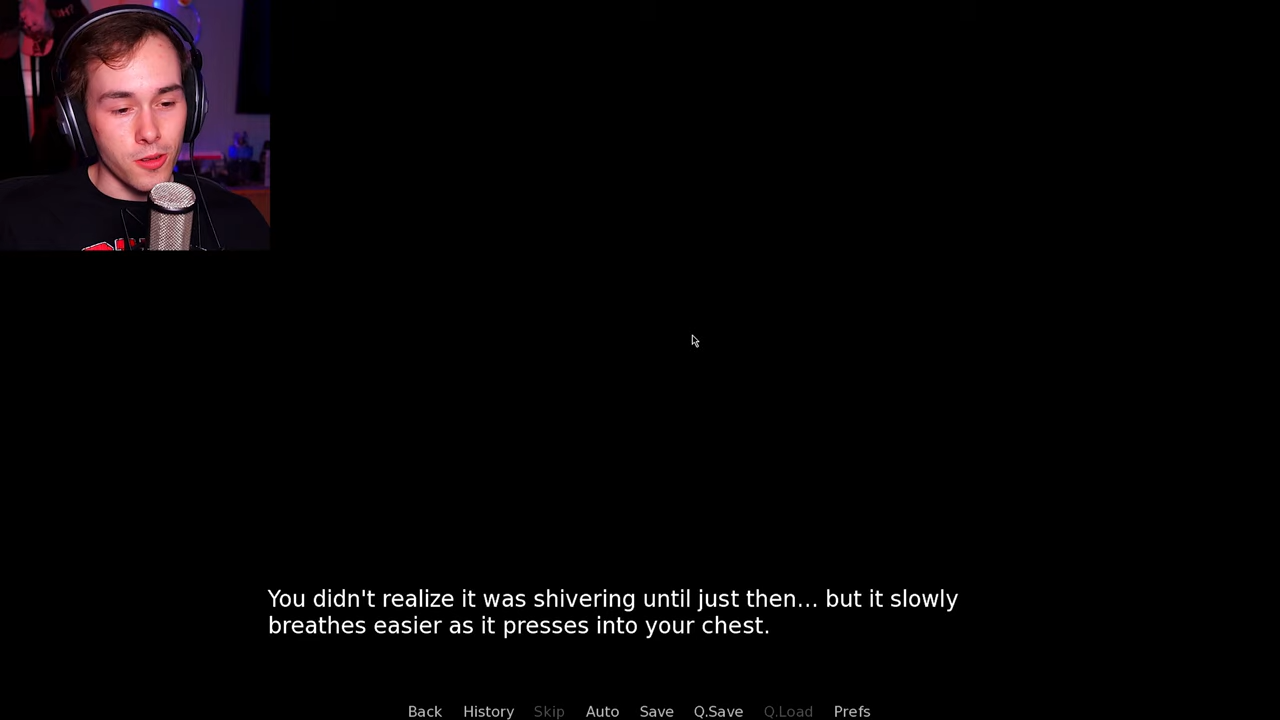 You didn't realize it was shivering until just then... but it slowly
breathes easier as it presses into your chest.
Back History Skip Auto Save Q.Save Q.Load Prefs